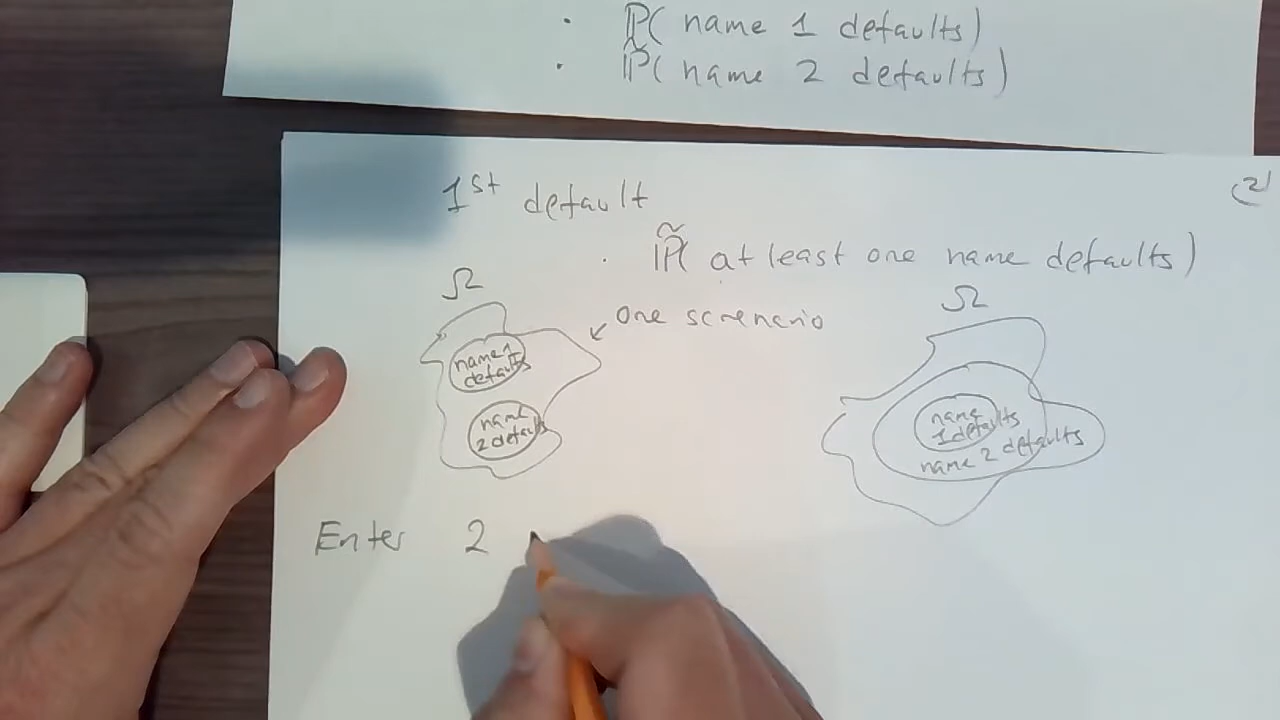 · P̃( name 1 defaults)
· P̃( name 2 defaults)
(2)
1st default
· P̃( at least one name defaults)
Ω
Ω
one screnerio
name 1
defaults
name
2 defaults
name
1 defaults
name 2 defaults
Enter 2